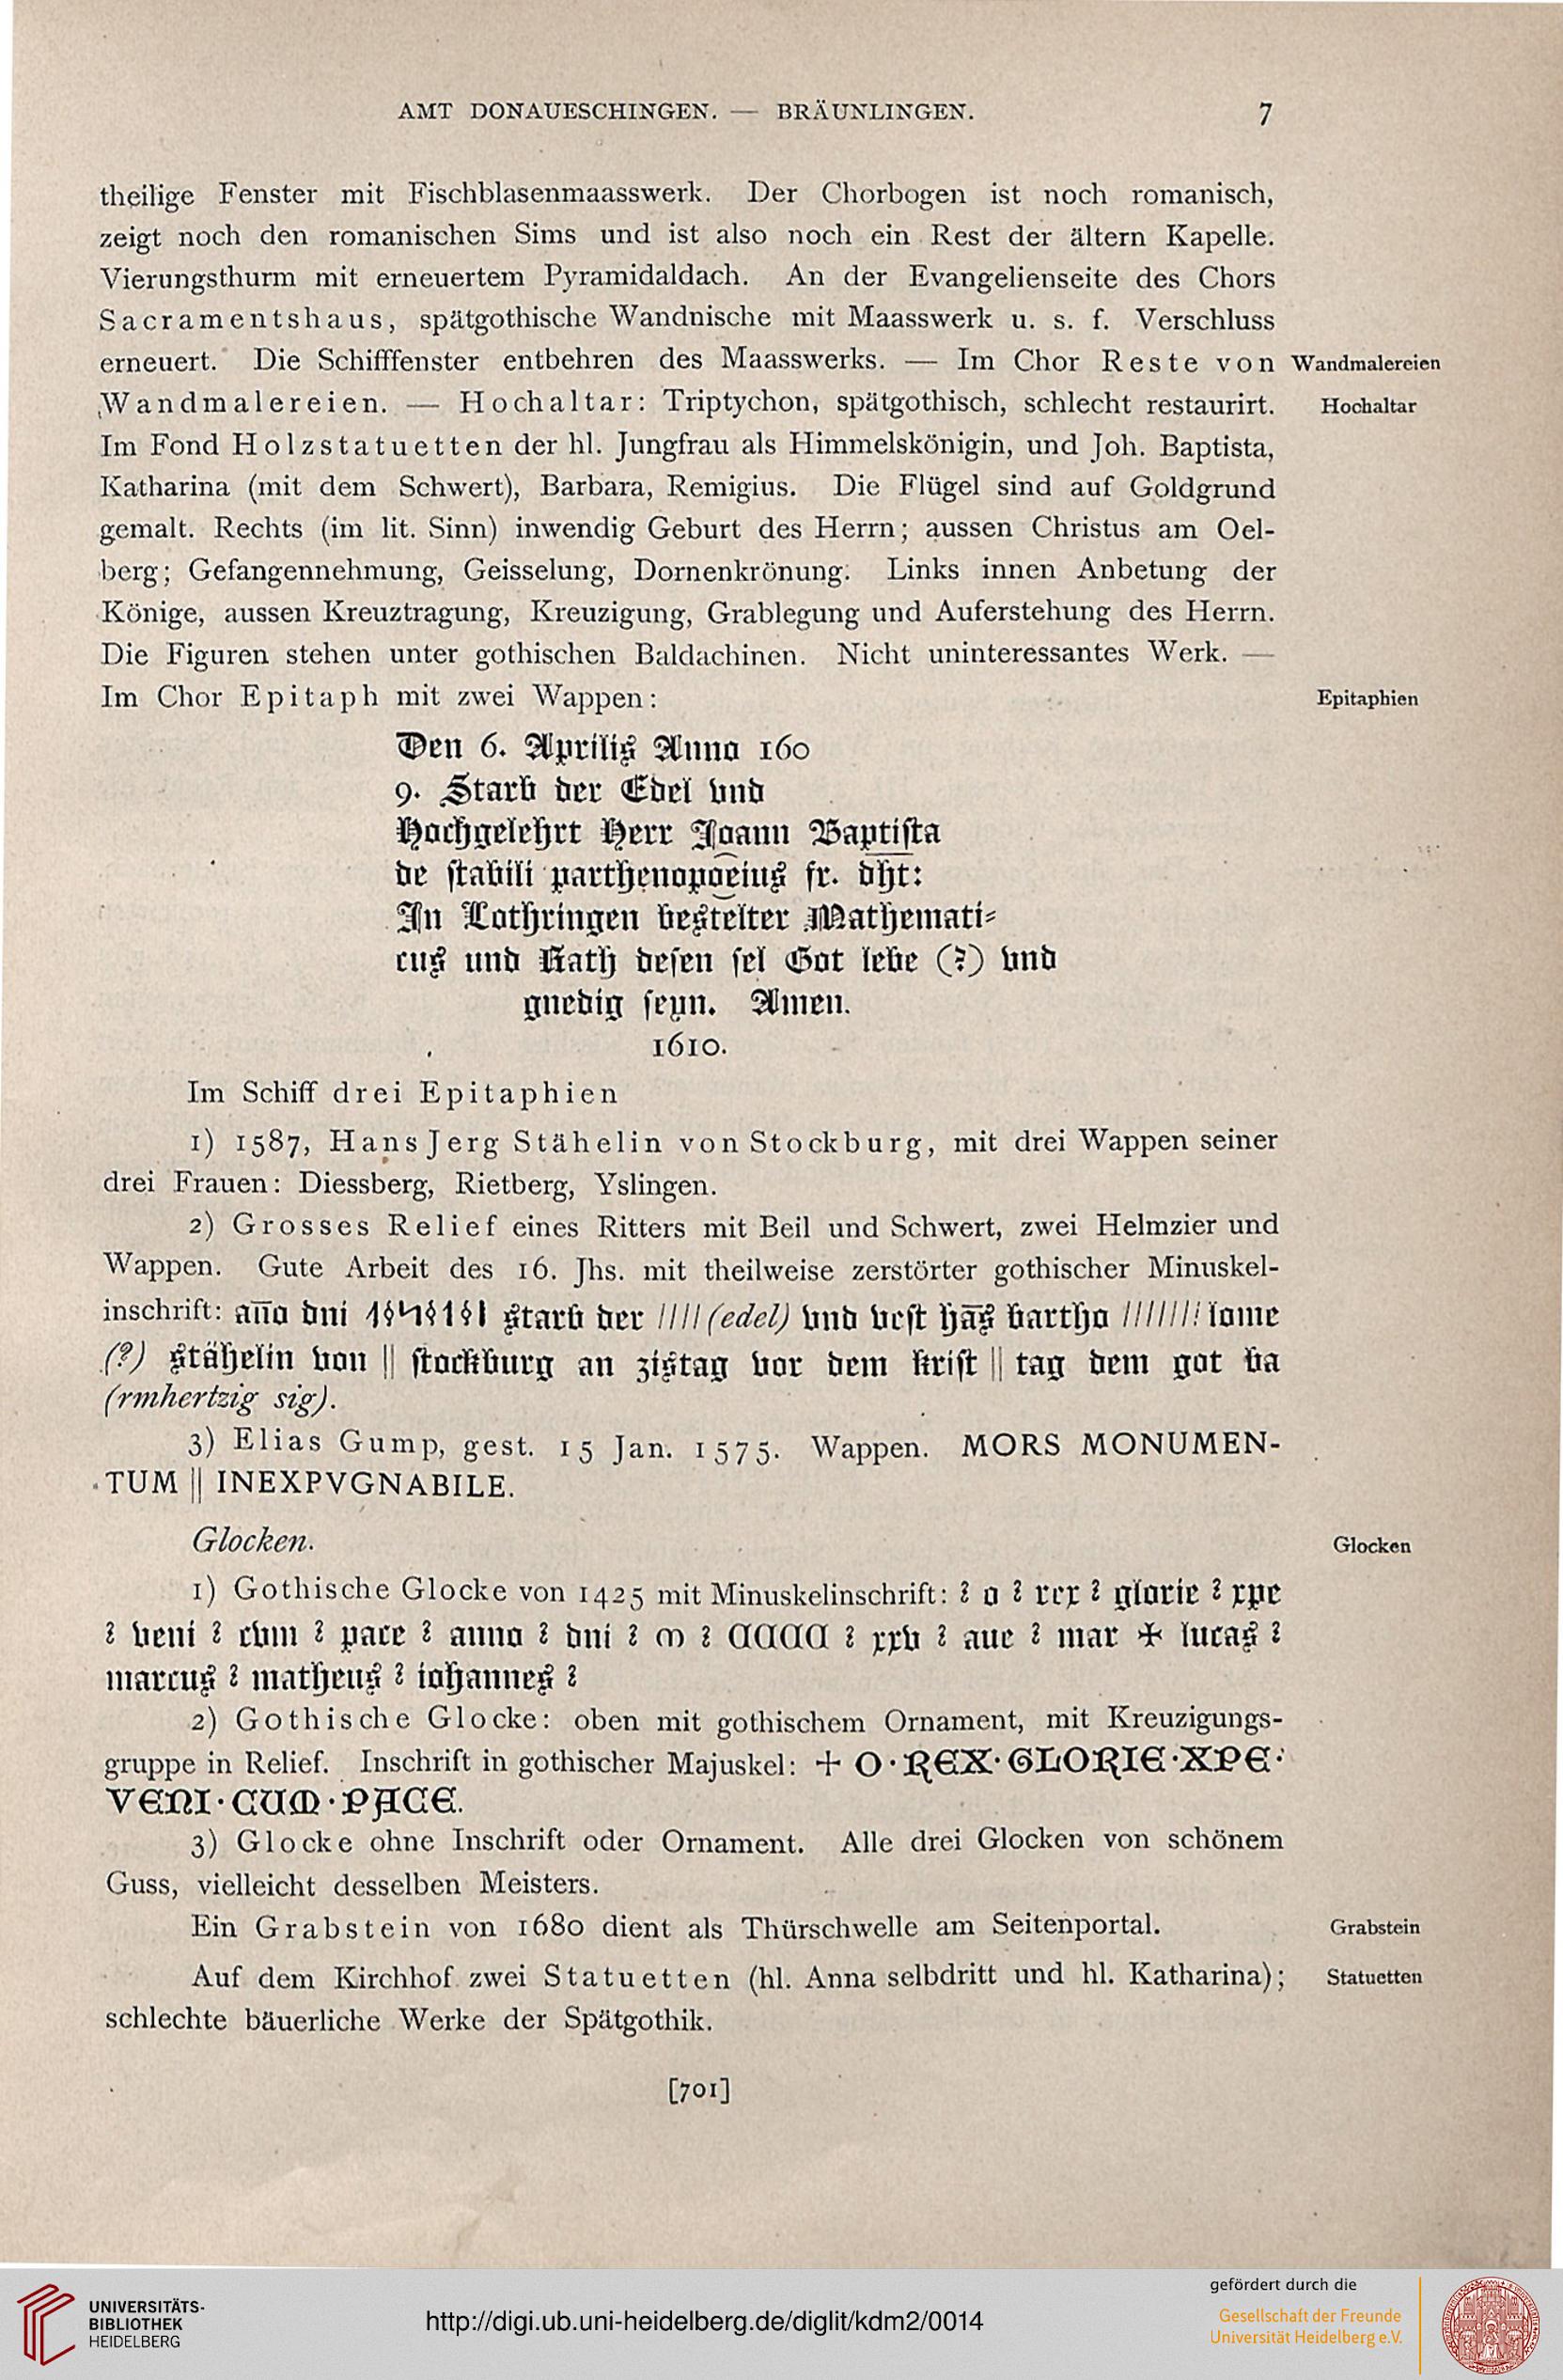 AMT DONAUESCHINGEN. — BRÄUNLINGEN. 7
theilige Fenster mit Fischblasenmaasswerk. Der Chorbogen ist noch romanisch,
zeigt noch den romanischen Sims und ist also noch ein Rest der ältern Kapelle.
Vierungsthurm mit erneuertem Pyramidaldach. An der Evangelienseite des Chors
Sacramentshaus, spätgothische Wandnische mit Maasswerk u. s. f. Verschluss
erneuert. Die Schifffenster entbehren des Maasswerks. — Im Chor Reste von Wandmalereien
Wandmalereien. — Hochaltar: Triptychon, spätgothisch, schlecht restaurirt. Hochaltar
Im Fond Holzstatuetten der hl. Jungfrau als Himmelskönigin, und Joh. Baptista,
Katharina (mit dem Schwert), Barbara, Remigius. Die Flügel sind auf Goldgrund
gemalt. Rechts (im lit. Sinn) inwendig Geburt des Herrn; aussen Christus am Oel-
berg; Gefangennehmung, Geisselung, Dornenkrönung. Links innen Anbetung der
Könige, aussen Kreuztragung, Kreuzigung, Grablegung und Auferstehung des Herrn.
Die Figuren stehen unter gothischen Baldachinen. Nicht uninteressantes Werk. —
Im Chor Epitaph mit zwei Wappen: Epitaphien
Den 6. Aprilis Anno 160
9. Starb der Edel vnd
Hochgelehrt Herr Joann Baptista
de stabili parthenopoeius fr. dht:
In Lothringen bestelter Mathemati-
cus und Rath desen sel Got lebe (?) vnd
gnedig seyn. Amen.
1610.
Im Schiff drei Epitaphien
1) 1587, Hans Jerg Stähelin von Stockburg, mit drei Wappen seiner
drei Frauen: Diessberg, Rietberg, Yslingen.
2) Grosses Relief eines Ritters mit Beil und Schwert, zwei Helmzier und
Wappen. Gute Arbeit des 16. Jhs. mit theilweise zerstörter gothischer Minuskel-
inschrift: an̄o dni starb der //// (edel) vnd vest hās bartho /////// lome
(?) stähelin von || stockburg an zistag vor dem krist || tag dem got ba
(rmhertzig sig).
3) Elias Gump, gest. 15 Jan. 1575. Wappen. MORS MONUMEN-
TUM || INEXPVGNABILE.
Glocken. Glocken
1) Gothische Glocke von 1425 mit Minuskelinschrift: ⁝ o ⁝ rex ⁝ glorie ⁝ xpe
⁝ veni ⁝ cvm ⁝ pace ⁝ anno ⁝ dni ⁝ m ⁝ CCCC ⁝ xxv ⁝ aue ⁝ mar ✠ lucas ⁝
marcus ⁝ matheus ⁝ iohannes ⁝
2) Gothische Glocke: oben mit gothischem Ornament, mit Kreuzigungs-
gruppe in Relief. Inschrift in gothischer Majuskel: + O · REX · GLORIE · XPE ·
VENI · CUM · PACE.
3) Glocke ohne Inschrift oder Ornament. Alle drei Glocken von schönem
Guss, vielleicht desselben Meisters.
Ein Grabstein von 1680 dient als Thürschwelle am Seitenportal. Grabstein
Auf dem Kirchhof zwei Statuetten (hl. Anna selbdritt und hl. Katharina); Statuetten
schlechte bäuerliche Werke der Spätgothik.
[701]
UNIVERSITÄTS-
BIBLIOTHEK
HEIDELBERG
http://digi.ub.uni-heidelberg.de/diglit/kdm2/0014
gefördert durch die
Gesellschaft der Freunde
Universität Heidelberg e.V.